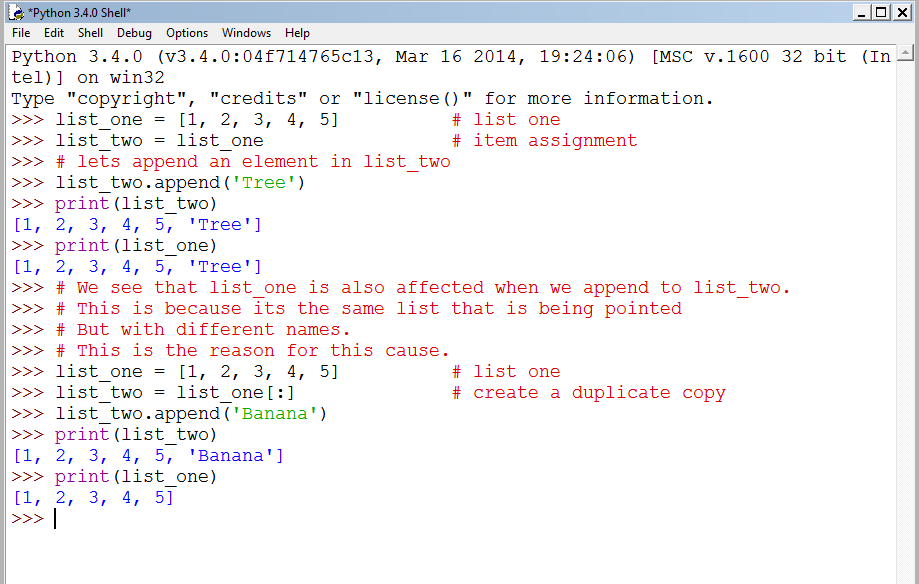 *Python 3.4.0 Shell*
File Edit Shell Debug Options Windows Help
Python 3.4.0 (v3.4.0:04f714765c13, Mar 16 2014, 19:24:06) [MSC v.1600 32 bit (In
tel)] on win32
Type "copyright", "credits" or "license()" for more information.
>>> list_one = [1, 2, 3, 4, 5]          # list one
>>> list_two = list_one                 # item assignment
>>> # lets append an element in list_two
>>> list_two.append('Tree')
>>> print(list_two)
[1, 2, 3, 4, 5, 'Tree']
>>> print(list_one)
[1, 2, 3, 4, 5, 'Tree']
>>> # We see that list_one is also affected when we append to list_two.
>>> # This is because its the same list that is being pointed
>>> # But with different names.
>>> # This is the reason for this cause.
>>> list_one = [1, 2, 3, 4, 5]          # list one
>>> list_two = list_one[:]              # create a duplicate copy
>>> list_two.append('Banana')
>>> print(list_two)
[1, 2, 3, 4, 5, 'Banana']
>>> print(list_one)
[1, 2, 3, 4, 5]
>>>